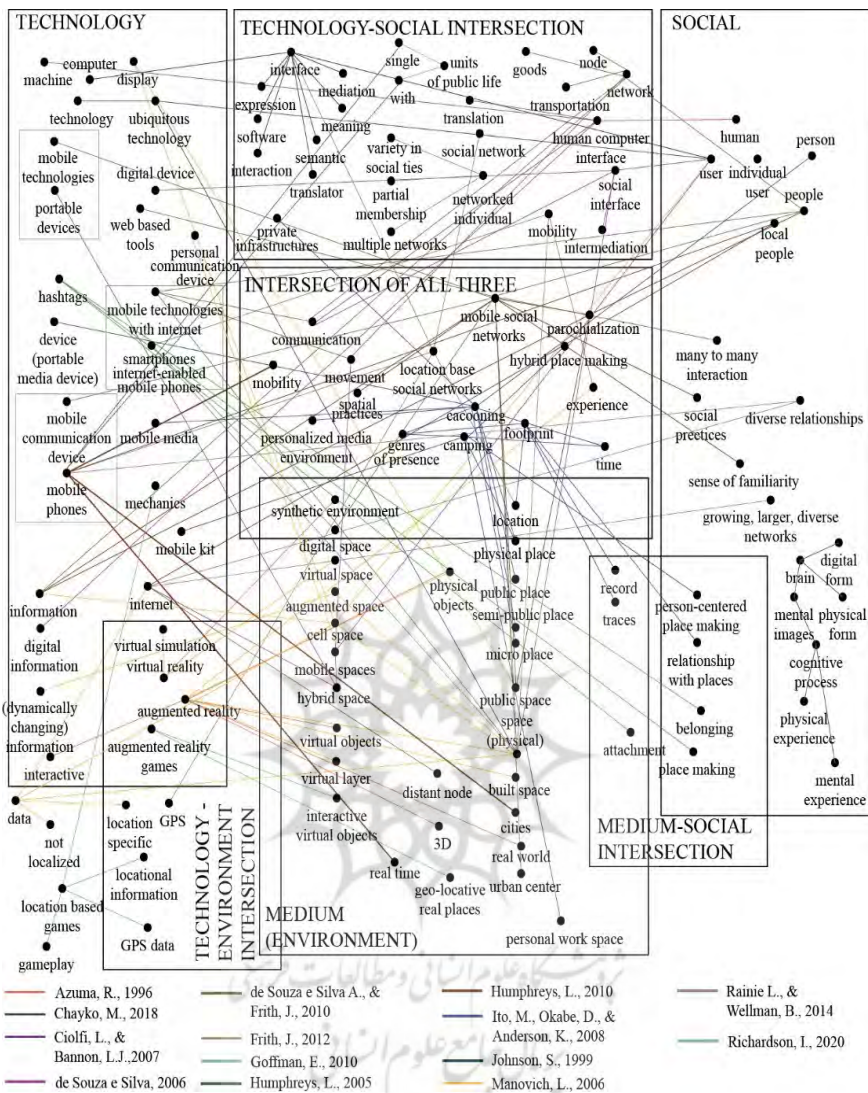 TECHNOLOGY
computer
machine
display
technology
ubiquitous
technology
mobile
technologies
digital device
portable
devices
web based
tools
personal
communication
device
hashtags
mobile technologies
with internet
device
(portable
media device)
smartphones
internet-enabled
mobile phones
mobile
communication
device
mobile media
mobile
phones
mechanics
mobile kit
information
internet
digital
information
virtual simulation
virtual reality
(dynamically
changing)
information
augmented reality
augmented reality
games
interactive
data
not
localized
location based
games
gameplay
TECHNOLOGY-SOCIAL INTERSECTION
single
units
of public life
goods
node
interface
mediation
with
network
expression
transportation
meaning
translation
software
human computer
interface
semantic
translator
variety in
social ties
social network
interaction
social
interface
partial
membership
networked
individual
private
infrastructures
multiple networks
mobility
intermediation
SOCIAL
human
person
user
individual
user
people
local
people
many to many
interaction
social
preetices
diverse relationships
sense of familiarity
growing, larger, diverse
networks
digital
form
brain
mental
images
physical
form
cognitive
process
physical
experience
mental experience
INTERSECTION OF ALL THREE
mobile social
networks
parochialization
communication
hybrid place making
mobility
movement
location base
social networks
spatial
practices
cacooning
experience
personalized media
environment
genres
of presence
camping
footprint
time
synthetic environment
location
digital space
physical place
virtual space
physical
objects
public place
augmented space
semi-public place
cell space
micro place
mobile spaces
hybrid space
public space
space
(physical)
virtual objects
virtual layer
distant node
built space
interactive
virtual objects
cities
3D
real world
real time
geo-locative
real places
urban center
personal work space
MEDIUM
(ENVIRONMENT)
record
traces
person-centered
place making
relationship
with places
belonging
attachment
place making
MEDIUM-SOCIAL
INTERSECTION
location
specific
GPS
locational
information
GPS data
TECHNOLOGY -
ENVIRONMENT
INTERSECTION
پژوهشگاه علوم انسانی و مطالعات فرهنگی
پرتال جامع علوم انسانی
Azuma, R., 1996
Chayko, M., 2018
Ciolfi, L., &
Bannon, L.J.,2007
de Souza e Silva, 2006
de Souza e Silva A., &
Frith, J., 2010
Frith, J., 2012
Goffman, E., 2010
Humphreys, L., 2005
Humphreys, L., 2010
Ito, M., Okabe, D., &
Anderson, K., 2008
Johnson, S., 1999
Manovich, L., 2006
Rainie L., &
Wellman, B., 2014
Richardson, I., 2020